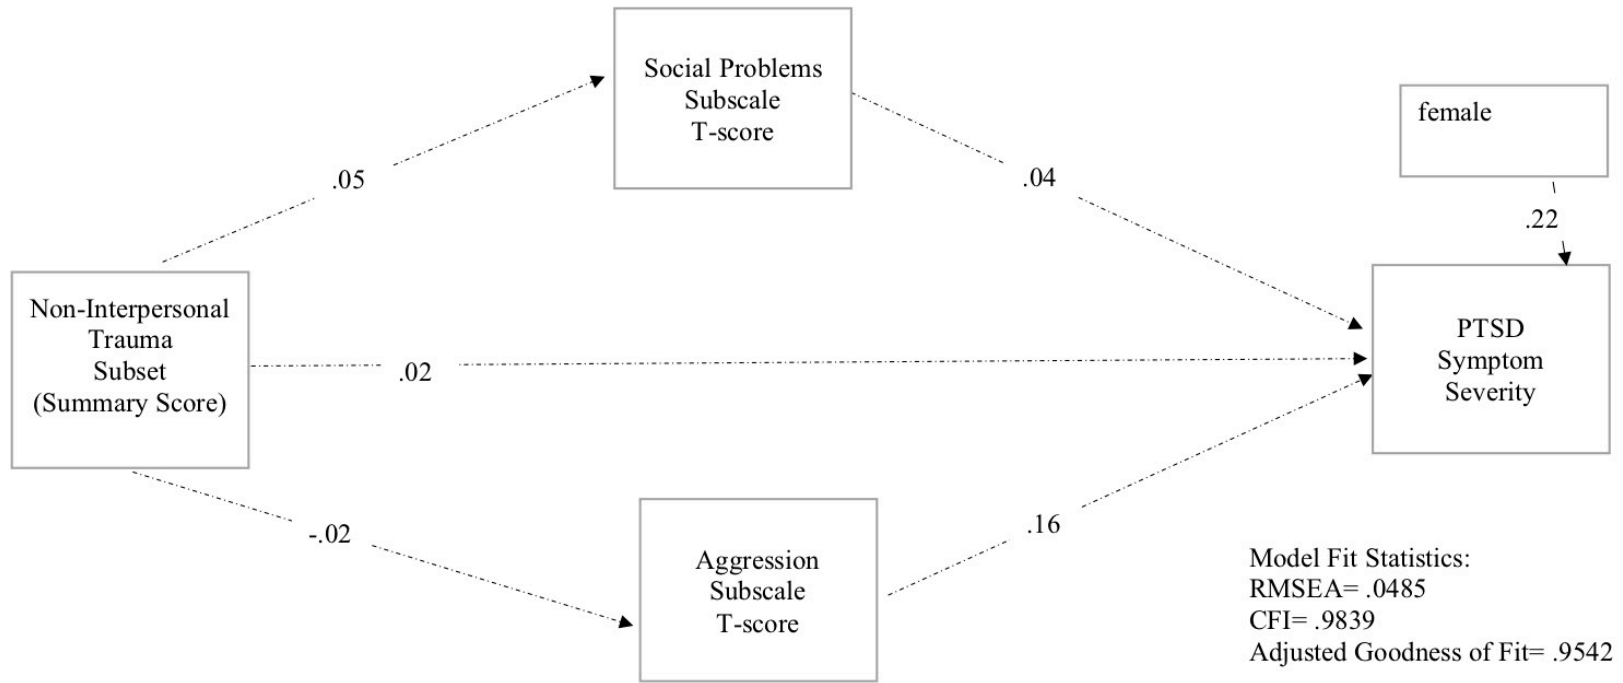 Social Problems
Subscale
T-score
female
.05
.04
.22
Non-Interpersonal
Trauma
Subset
(Summary Score)
.02
PTSD
Symptom
Severity
-.02
.16
Aggression
Subscale
T-score
Model Fit Statistics:
RMSEA= .0485
CFI= .9839
Adjusted Goodness of Fit= .9542